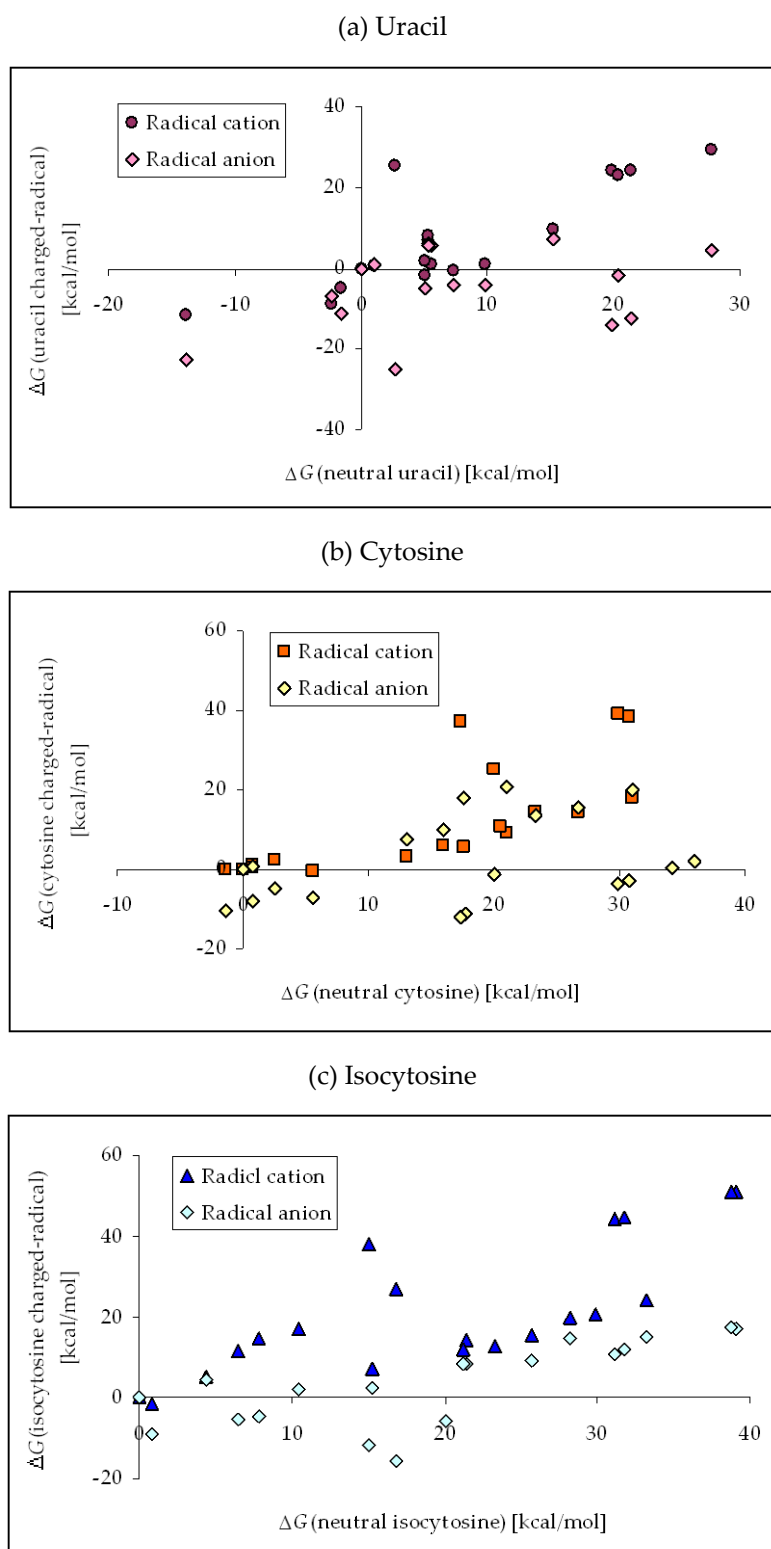 (a) Uracil
40
Radical cation
Radical anion
20
0
-20
-10
0
10
20
30
-20
-40
ΔG (uracil charged-radical)
[kcal/mol]
ΔG (neutral uracil) [kcal/mol]
(b) Cytosine
60
Radical cation
Radical anion
40
20
0
-10
0
10
20
30
40
-20
ΔG (cytosine charged-radical)
[kcal/mol]
ΔG (neutral cytosine) [kcal/mol]
(c) Isocytosine
60
Radicl cation
Radical anion
40
20
0
0
10
20
30
40
-20
ΔG (isocytosine charged-radical)
[kcal/mol]
ΔG (neutral isocytosine) [kcal/mol]